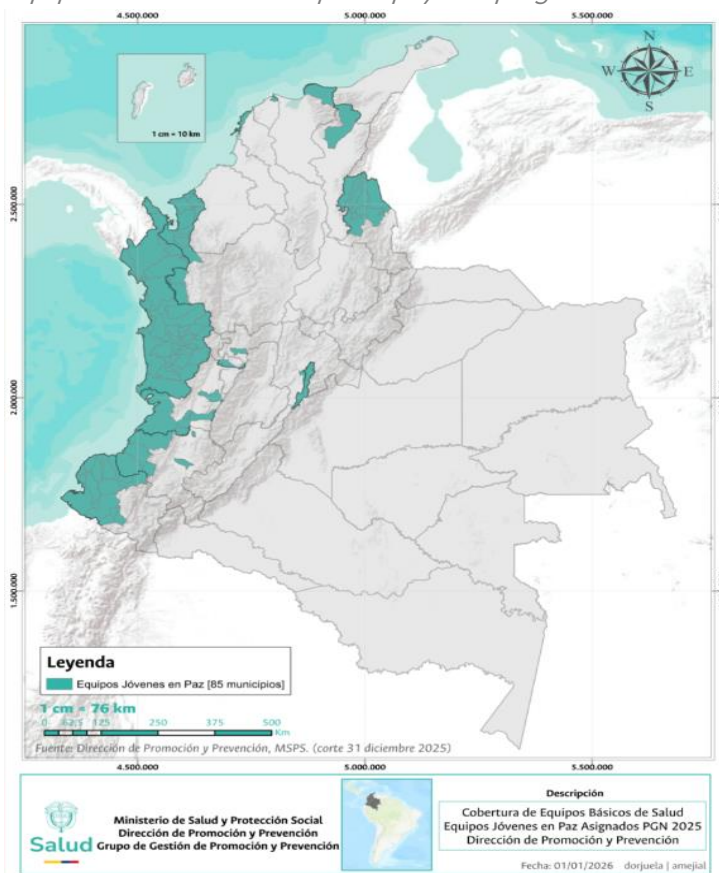 4.500.000
5.000.000
5.500.000
N
W
E
S
1 cm = 10 km
2.500.000
2.000.000
1.500.000
Leyenda
Equipos Jóvenes en Paz [85 municipios]
1 cm = 76 km
0 62,5 125 250 375 500
Km
Fuente: Dirección de Promoción y Prevención, MSPS. (corte 31 diciembre 2025)
4.500.000
5.000.000
5.500.000
Salud
Ministerio de Salud y Protección Social
Dirección de Promoción y Prevención
Grupo de Gestión de Promoción y Prevención
Descripción
Cobertura de Equipos Básicos de Salud
Equipos Jóvenes en Paz Asignados PGN 2025
Dirección de Promoción y Prevención
Fecha: 01/01/2026 dorjuela | amejial